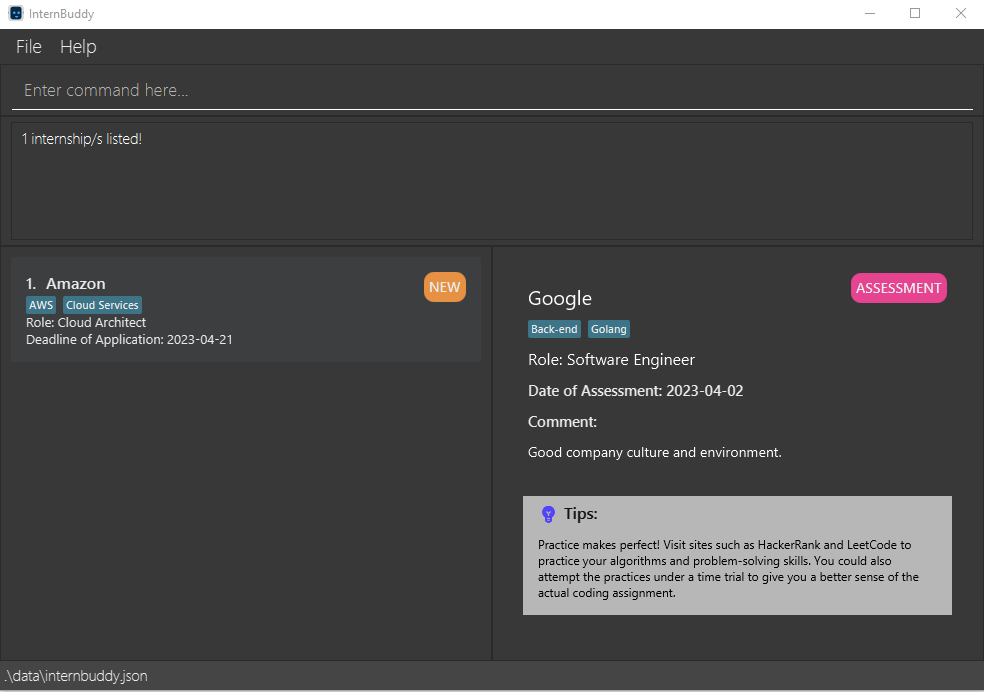 InternBuddy
File Help
Enter command here...
1 internship/s listed!
1. Amazon
NEW
AWS Cloud Services
Role: Cloud Architect
Deadline of Application: 2023-04-21
ASSESSMENT
Google
Back-end Golang
Role: Software Engineer
Date of Assessment: 2023-04-02
Comment:
Good company culture and environment.
Tips:
Practice makes perfect! Visit sites such as HackerRank and LeetCode to
practice your algorithms and problem-solving skills. You could also
attempt the practices under a time trial to give you a better sense of the
actual coding assignment.
.\data\internbuddy.json